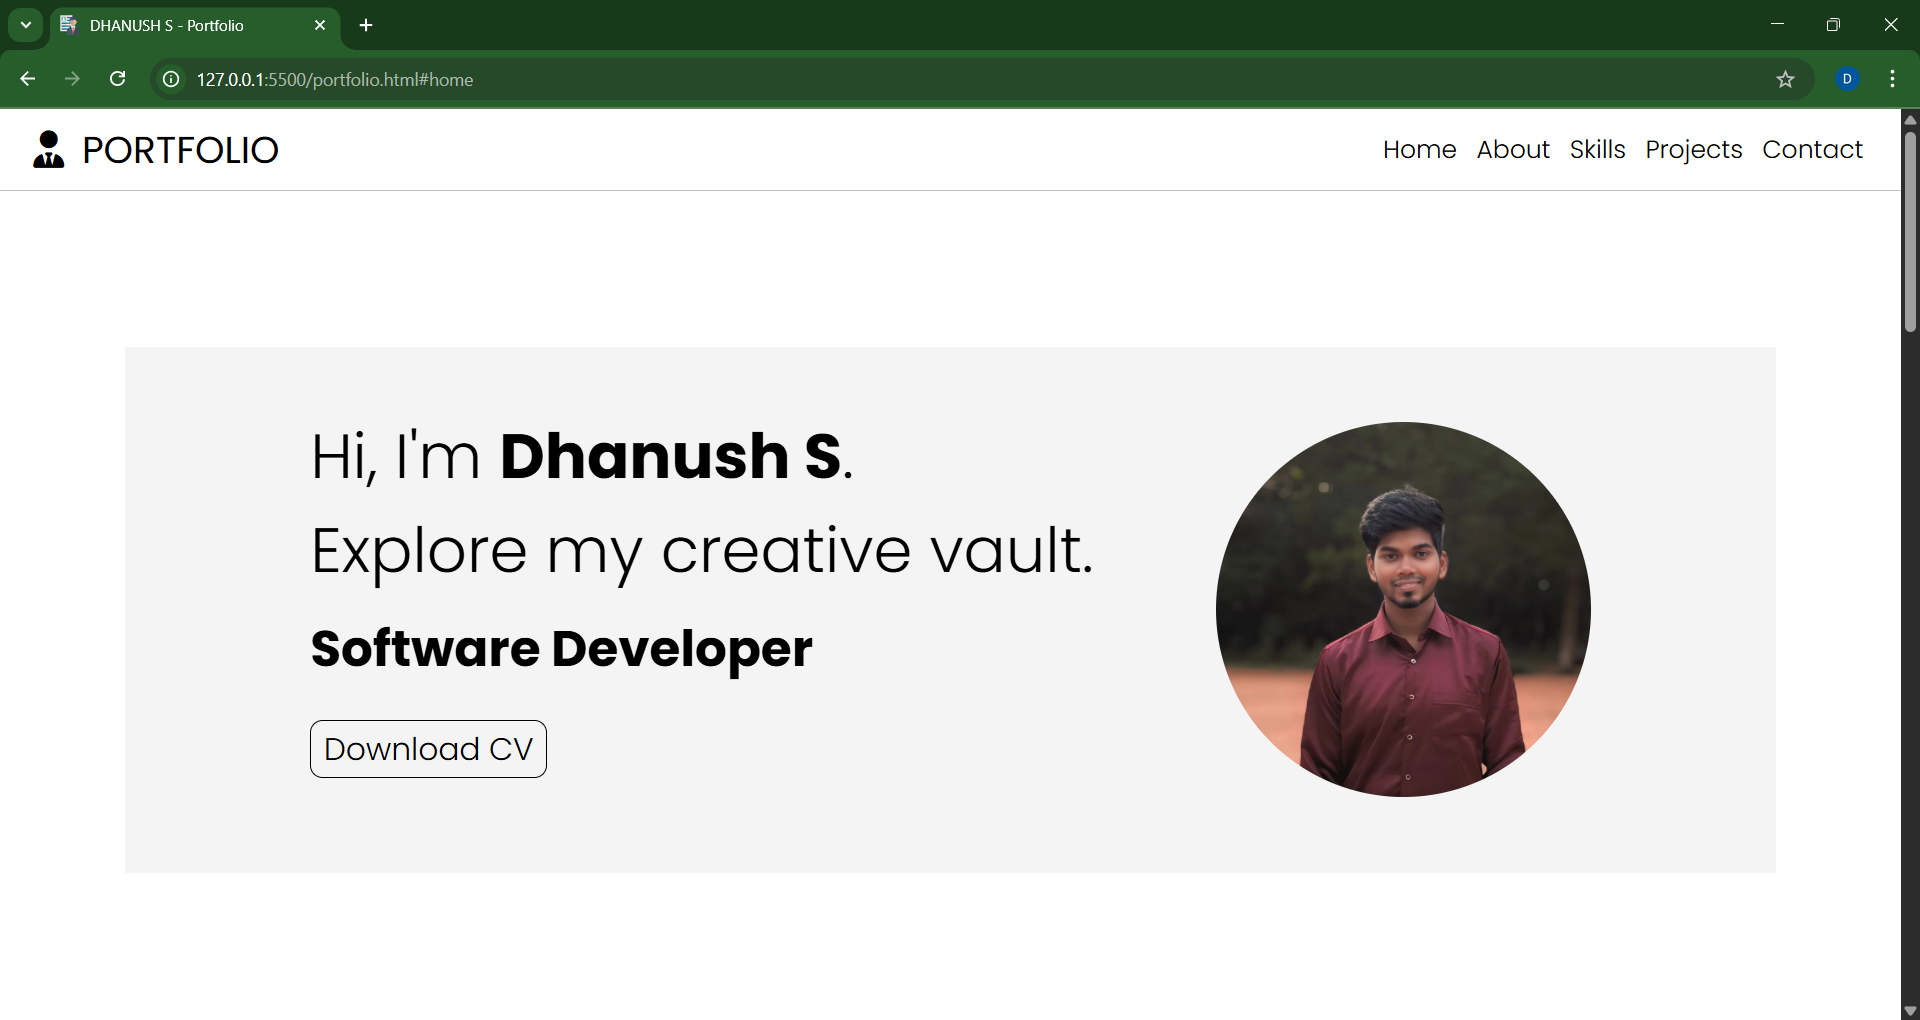 DHANUSH S - Portfolio
127.0.0.1:5500/portfolio.html#home
D
PORTFOLIO
Home About Skills Projects Contact
Hi, I'm Dhanush S.
Explore my creative vault.
Software Developer
Download CV